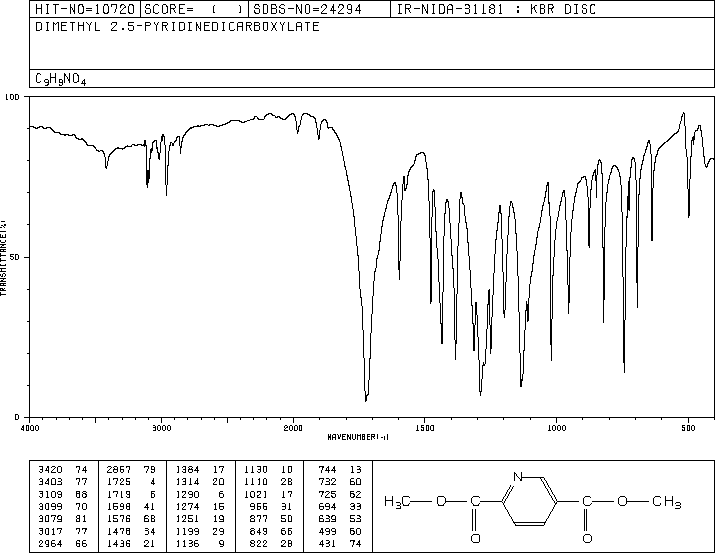 HIT-NO=10720 SCORE= ( ) SDBS-NO=24294 IR-NIDA-31181 : KBR DISC
DIMETHYL 2.5-PYRIDINEDICARBOXYLATE
C9H9NO4
100
50
0
TRANSMITTANCE(%)
4000 3000 2000 1500 1000 500
WAVENUMBER(-1)
3420 74 2867 79 1384 17 1130 10 744 13
3403 77 1725 4 1314 20 1110 28 732 60
3109 68 1719 6 1290 6 1021 17 725 62
3099 70 1598 41 1274 16 956 31 694 33
3079 81 1576 68 1251 19 877 50 639 53
3017 77 1478 34 1199 29 849 66 499 60
2964 66 1436 21 1136 9 822 28 431 74
N
H3C O C C O CH3
O O